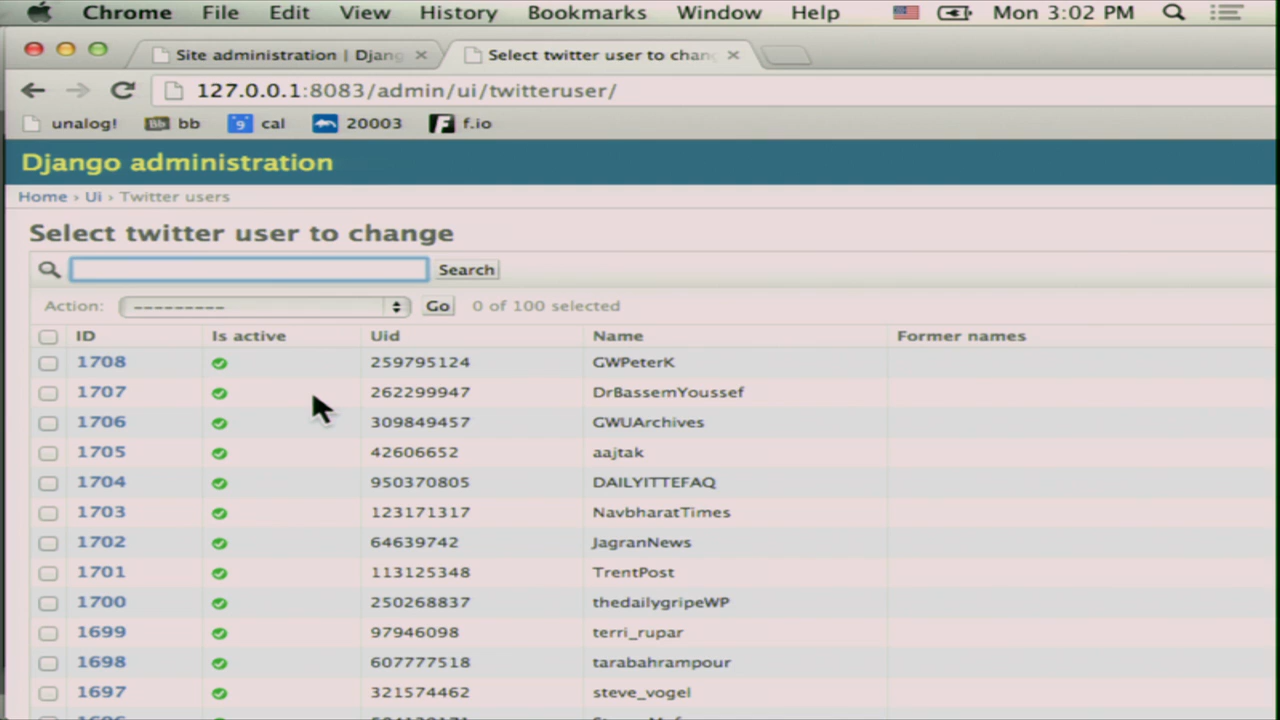 Chrome File Edit View History Bookmarks Window Help Mon 3:02 PM
Site administration | Djang Select twitter user to chan
127.0.0.1:8083/admin/ui/twitteruser/
unalog! Bb bb 9 cal 20003 F f.io
Django administration
Home › Ui › Twitter users
Select twitter user to change
Search
Action: --------- Go 0 of 100 selected
ID Is active Uid Name Former names
1708 259795124 GWPeterK
1707 262299947 DrBassemYoussef
1706 309849457 GWUArchives
1705 42606652 aajtak
1704 950370805 DAILYITTEFAQ
1703 123171317 NavbharatTimes
1702 64639742 JagranNews
1701 113125348 TrentPost
1700 250268837 thedailygripeWP
1699 97946098 terri_rupar
1698 607777518 tarabahrampour
1697 321574462 steve_vogel